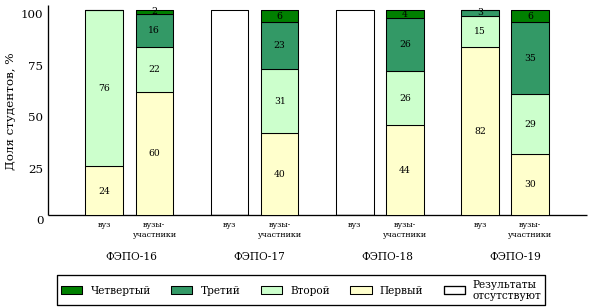 Доля студентов, %
100
75
50
25
0
76
24
2
16
22
60
6
23
31
40
4
26
26
44
3
15
82
6
35
29
30
вуз
вузы-
участники
вуз
вузы-
участники
вуз
вузы-
участники
вуз
вузы-
участники
ФЭПО-16
ФЭПО-17
ФЭПО-18
ФЭПО-19
Четвертый
Третий
Второй
Первый
Результаты
отсутствуют